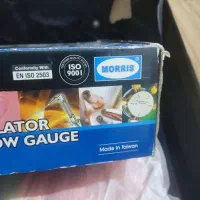 Conformity With
EN ISO 2503
ISO
9001
MORRIS
LATOR
OW GAUGE
Made In Taiwan